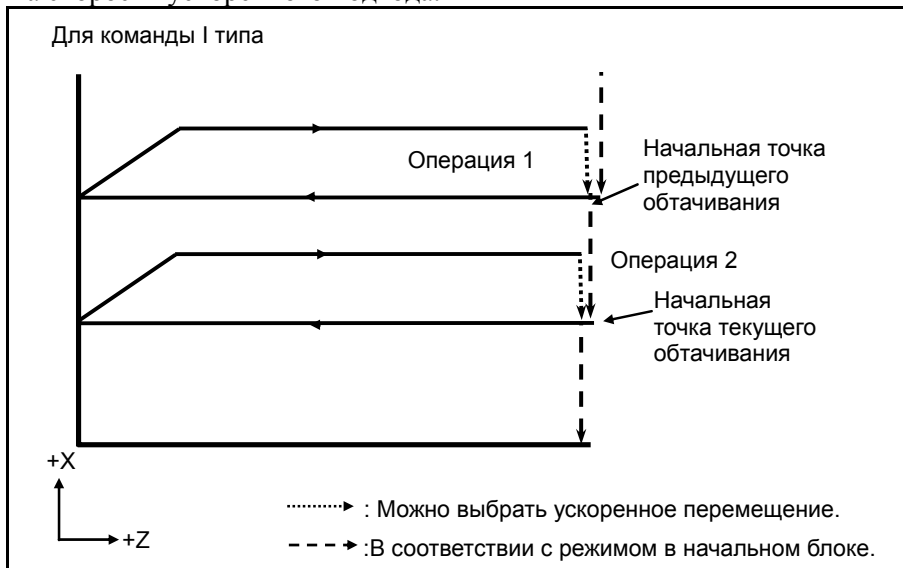 Для команды I типа
Операция 1
Начальная точка
предыдущего
обтачивания
Операция 2
Начальная
точка текущего
обтачивания
+X
+Z
: Можно выбрать ускоренное перемещение.
:В соответствии с режимом в начальном блоке.